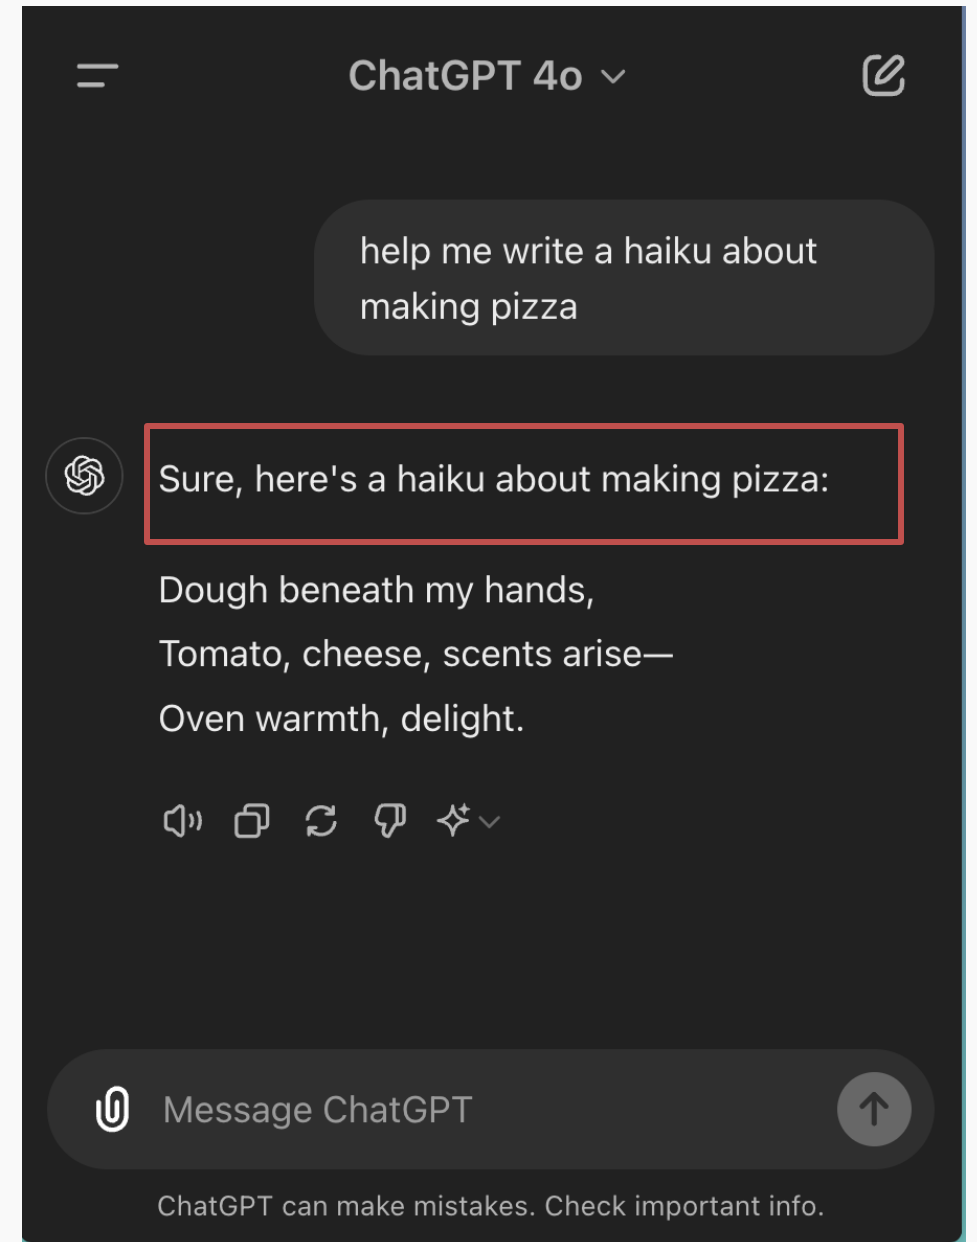 ChatGPT 4o
help me write a haiku about
making pizza
Sure, here's a haiku about making pizza:
Dough beneath my hands,
Tomato, cheese, scents arise—
Oven warmth, delight.
Message ChatGPT
ChatGPT can make mistakes. Check important info.